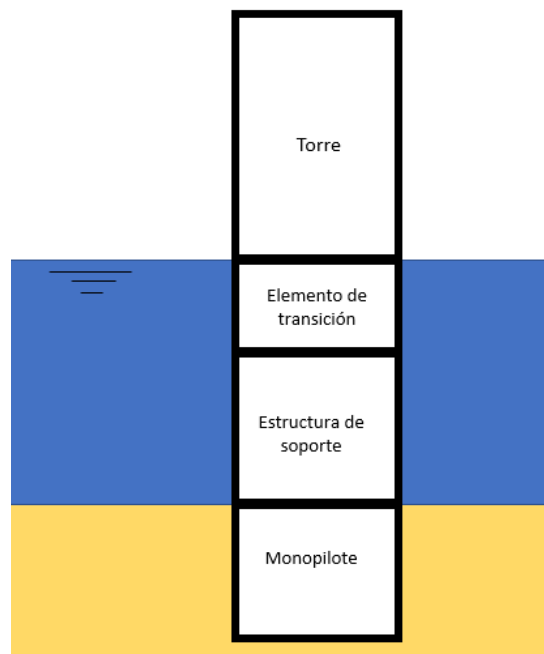 Torre
Elemento de
transición
Estructura de
soporte
Monopilote